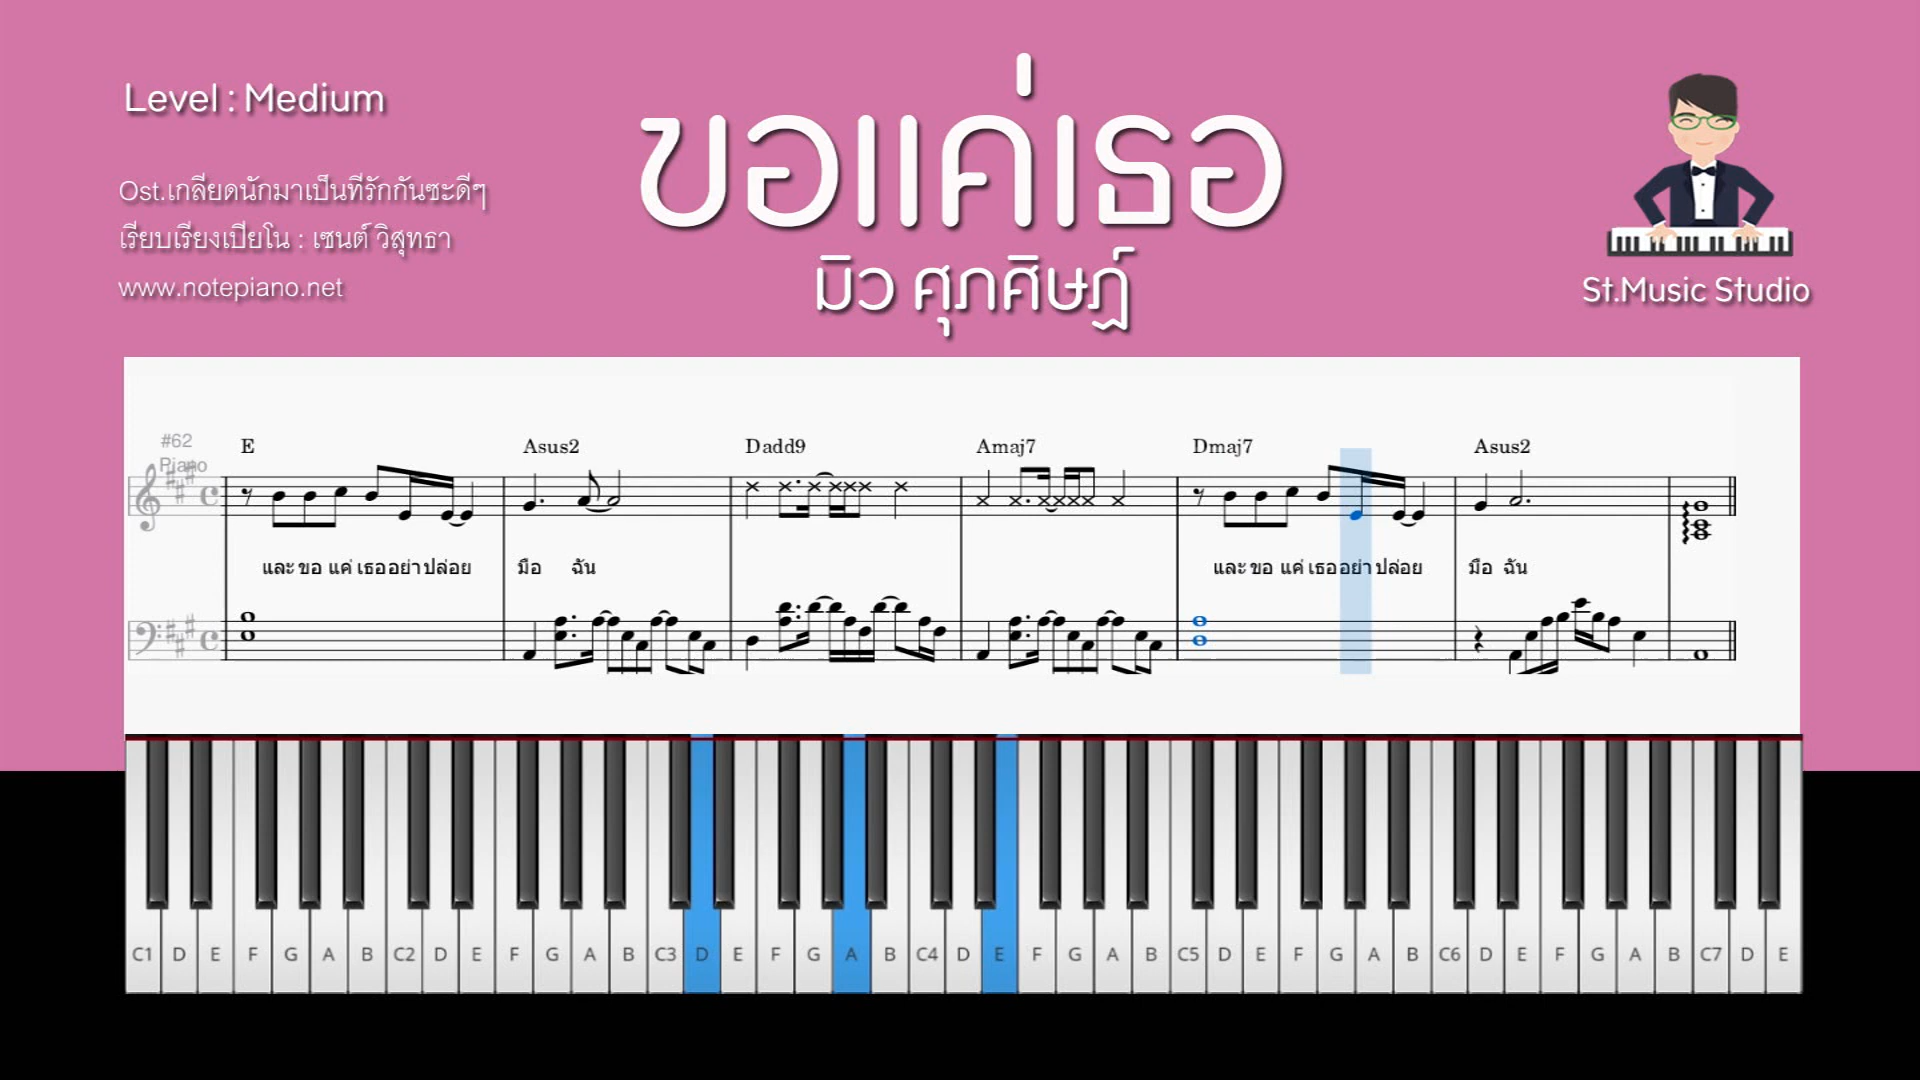 Level : Medium
ขอแค่เธอ
มิว ศุภศิษฏ์
Ost.เกลียดนักมาเป็นที่รักกันซะดีๆ
เรียบเรียงเปียโน : เซนต์ วิสุทธา
www.notepiano.net
St.Music Studio
#62
Piano
E Asus2 Dadd9 Amaj7 Dmaj7 Asus2
และ ขอ แค่ เธอ อย่า ปล่อย มือ ฉัน และ ขอ แค่ เธอ อย่า ปล่อย มือ ฉัน
C1 D E F G A B C2 D E F G A B C3 D E F G A B C4 D E F G A B C5 D E F G A B C6 D E F G A B C7 D E